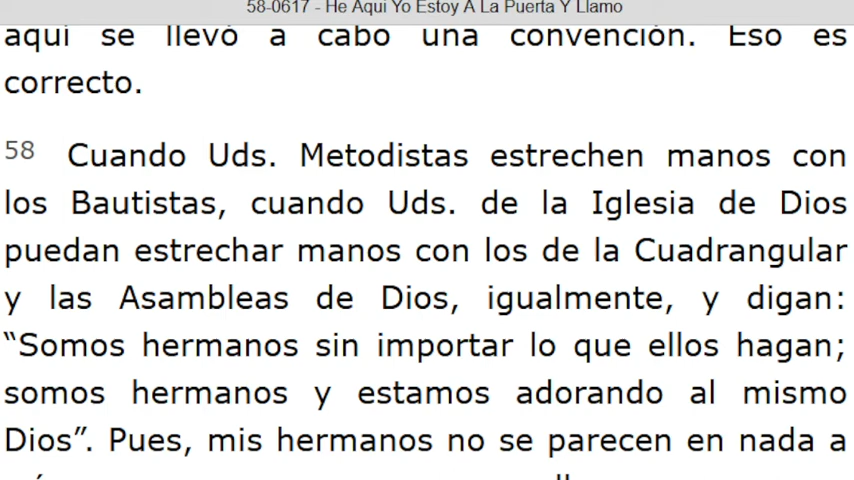 58-0617 - He Aquí Yo Estoy A La Puerta Y Llamo
aquí se llevó a cabo una convención. Eso es
correcto.
58 Cuando Uds. Metodistas estrechen manos con
los Bautistas, cuando Uds. de la Iglesia de Dios
puedan estrechar manos con los de la Cuadrangular
y las Asambleas de Dios, igualmente, y digan:
“Somos hermanos sin importar lo que ellos hagan;
somos hermanos y estamos adorando al mismo
Dios”. Pues, mis hermanos no se parecen en nada a